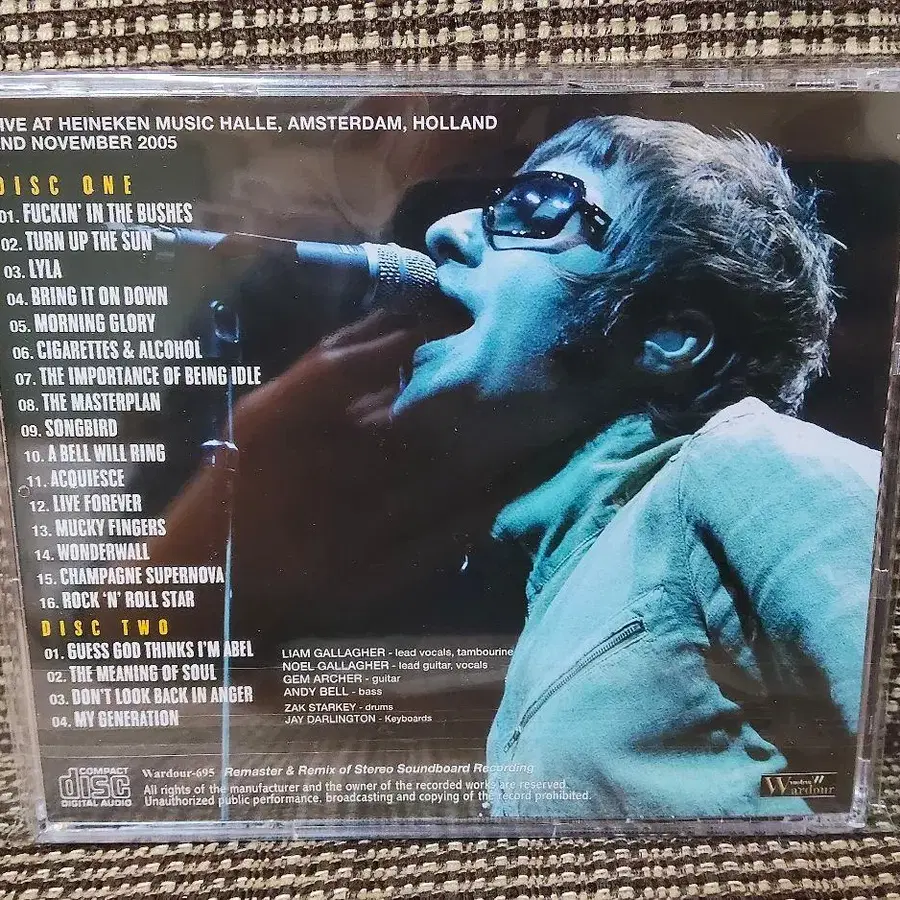 IVE AT HEINEKEN MUSIC HALLE, AMSTERDAM, HOLLAND
ND NOVEMBER 2005
DISC ONE
01. FUCKIN' IN THE BUSHES
02. TURN UP THE SUN
03. LYLA
04. BRING IT ON DOWN
05. MORNING GLORY
06. CIGARETTES & ALCOHOL
07. THE IMPORTANCE OF BEING IDLE
08. THE MASTERPLAN
09. SONGBIRD
10. A BELL WILL RING
11. ACQUIESCE
12. LIVE FOREVER
13. MUCKY FINGERS
14. WONDERWALL
15. CHAMPAGNE SUPERNOVA
16. ROCK 'N' ROLL STAR
DISC TWO
01. GUESS GOD THINKS I'M ABEL
02. THE MEANING OF SOUL
03. DON'T LOOK BACK IN ANGER
04. MY GENERATION
LIAM GALLAGHER - lead vocals, tambourine
NOEL GALLAGHER - lead guitar, vocals
GEM ARCHER - guitar
ANDY BELL - bass
ZAK STARKEY - drums
JAY DARLINGTON - Keyboards
COMPACT
disc
DIGITAL AUDIO
Wardour-695 Remaster & Remix of Stereo Soundboard Recording
All rights of the manufacturer and the owner of the recorded works are reserved.
Unauthorized public performance, broadcasting and copying of the record prohibited.
Wardour